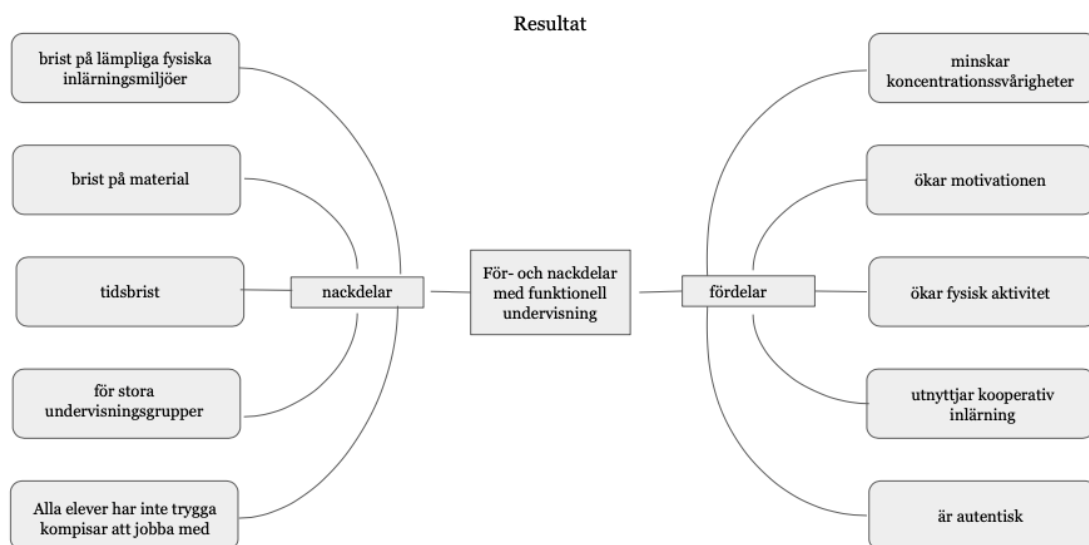 Resultat
brist på lämpliga fysiska
inlärningsmiljöer
brist på material
tidsbrist
för stora
undervisningsgrupper
Alla elever har inte trygga
kompisar att jobba med
nackdelar
För- och nackdelar
med funktionell
undervisning
fördelar
minskar
koncentrationssvårigheter
ökar motivationen
ökar fysisk aktivitet
utnyttjar kooperativ
inlärning
är autentisk